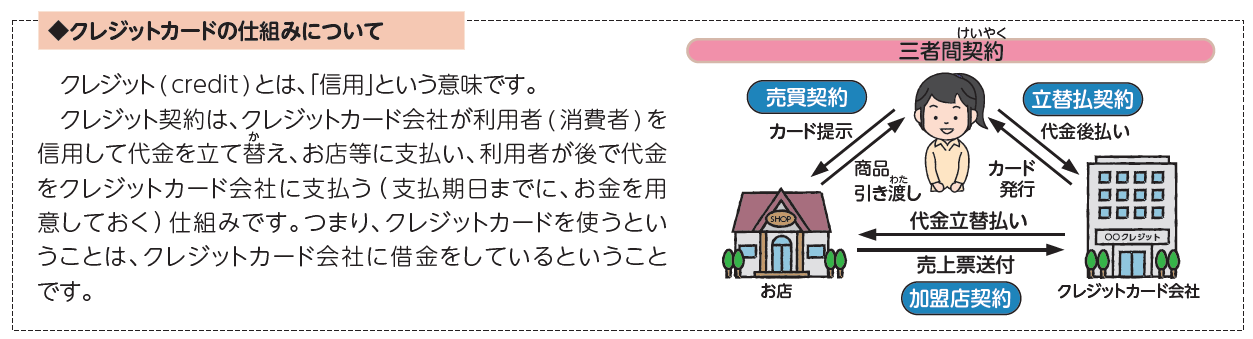 ◆クレジットカードの仕組みについて
クレジット(credit)とは、「信用」という意味です。
クレジット契約は、クレジットカード会社が利用者(消費者)を
か
信用して代金を立て替え、お店等に支払い、利用者が後で代金
をクレジットカード会社に支払う(支払期日までに、お金を用
意しておく)仕組みです。つまり、クレジットカードを使うとい
うことは、クレジットカード会社に借金をしているということ
です。
けいやく
三者間契約
売買契約
カード提示
立替払契約
代金後払い
商品
わた
引き渡し
カード
発行
SHOP
お店
代金立替払い
売上票送付
加盟店契約
〇〇クレジット
クレジットカード会社